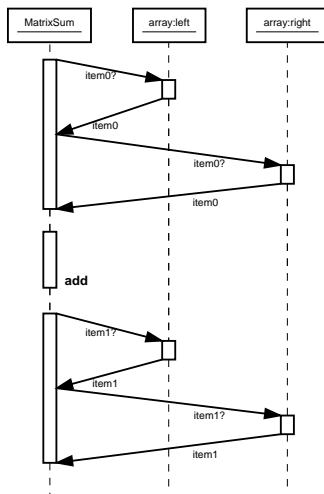 MatrixSum
array:left
array:right
item0?
item0
item0?
item0
add
item1?
item1
item1?
item1